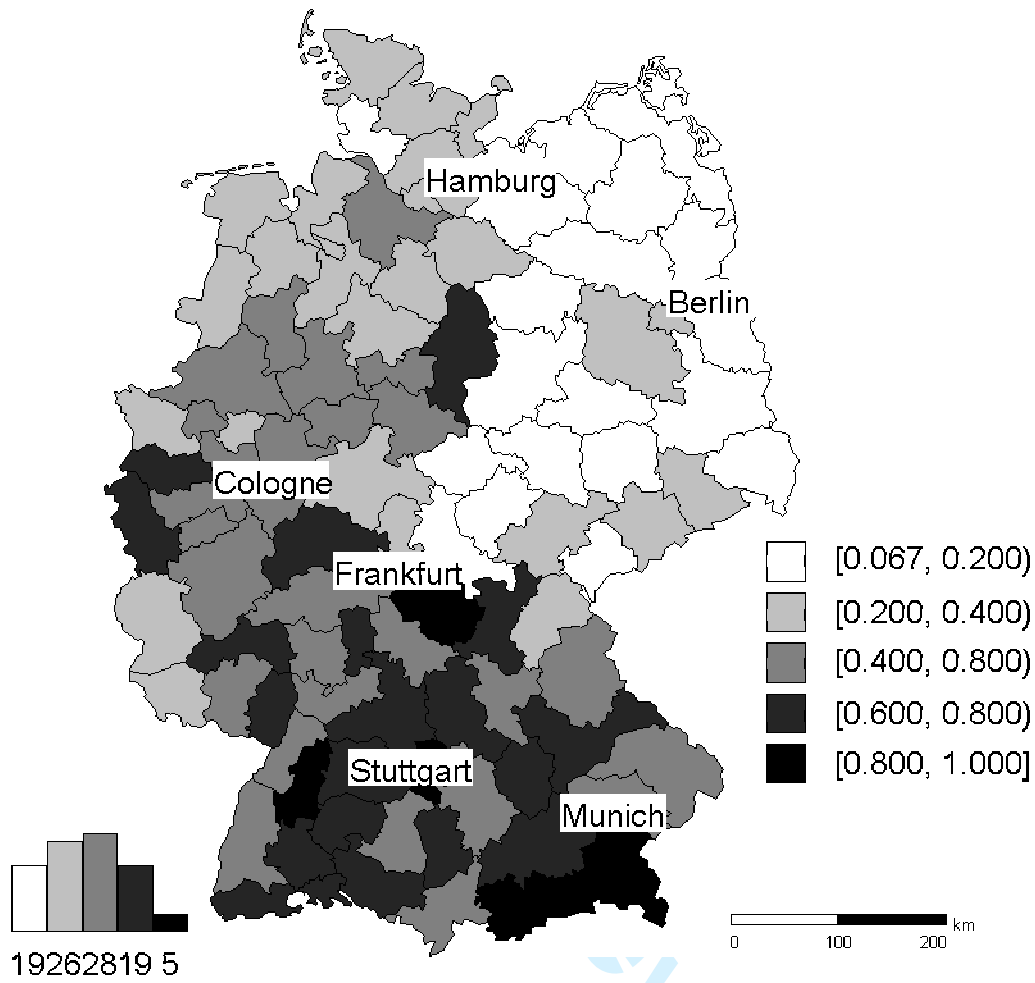 Hamburg
Berlin
Cologne
Frankfurt
[0.067, 0.200)
[0.200, 0.400)
[0.400, 0.800)
[0.600, 0.800)
[0.800, 1.000]
Stuttgart
Munich
19262819 5
km
0 100 200